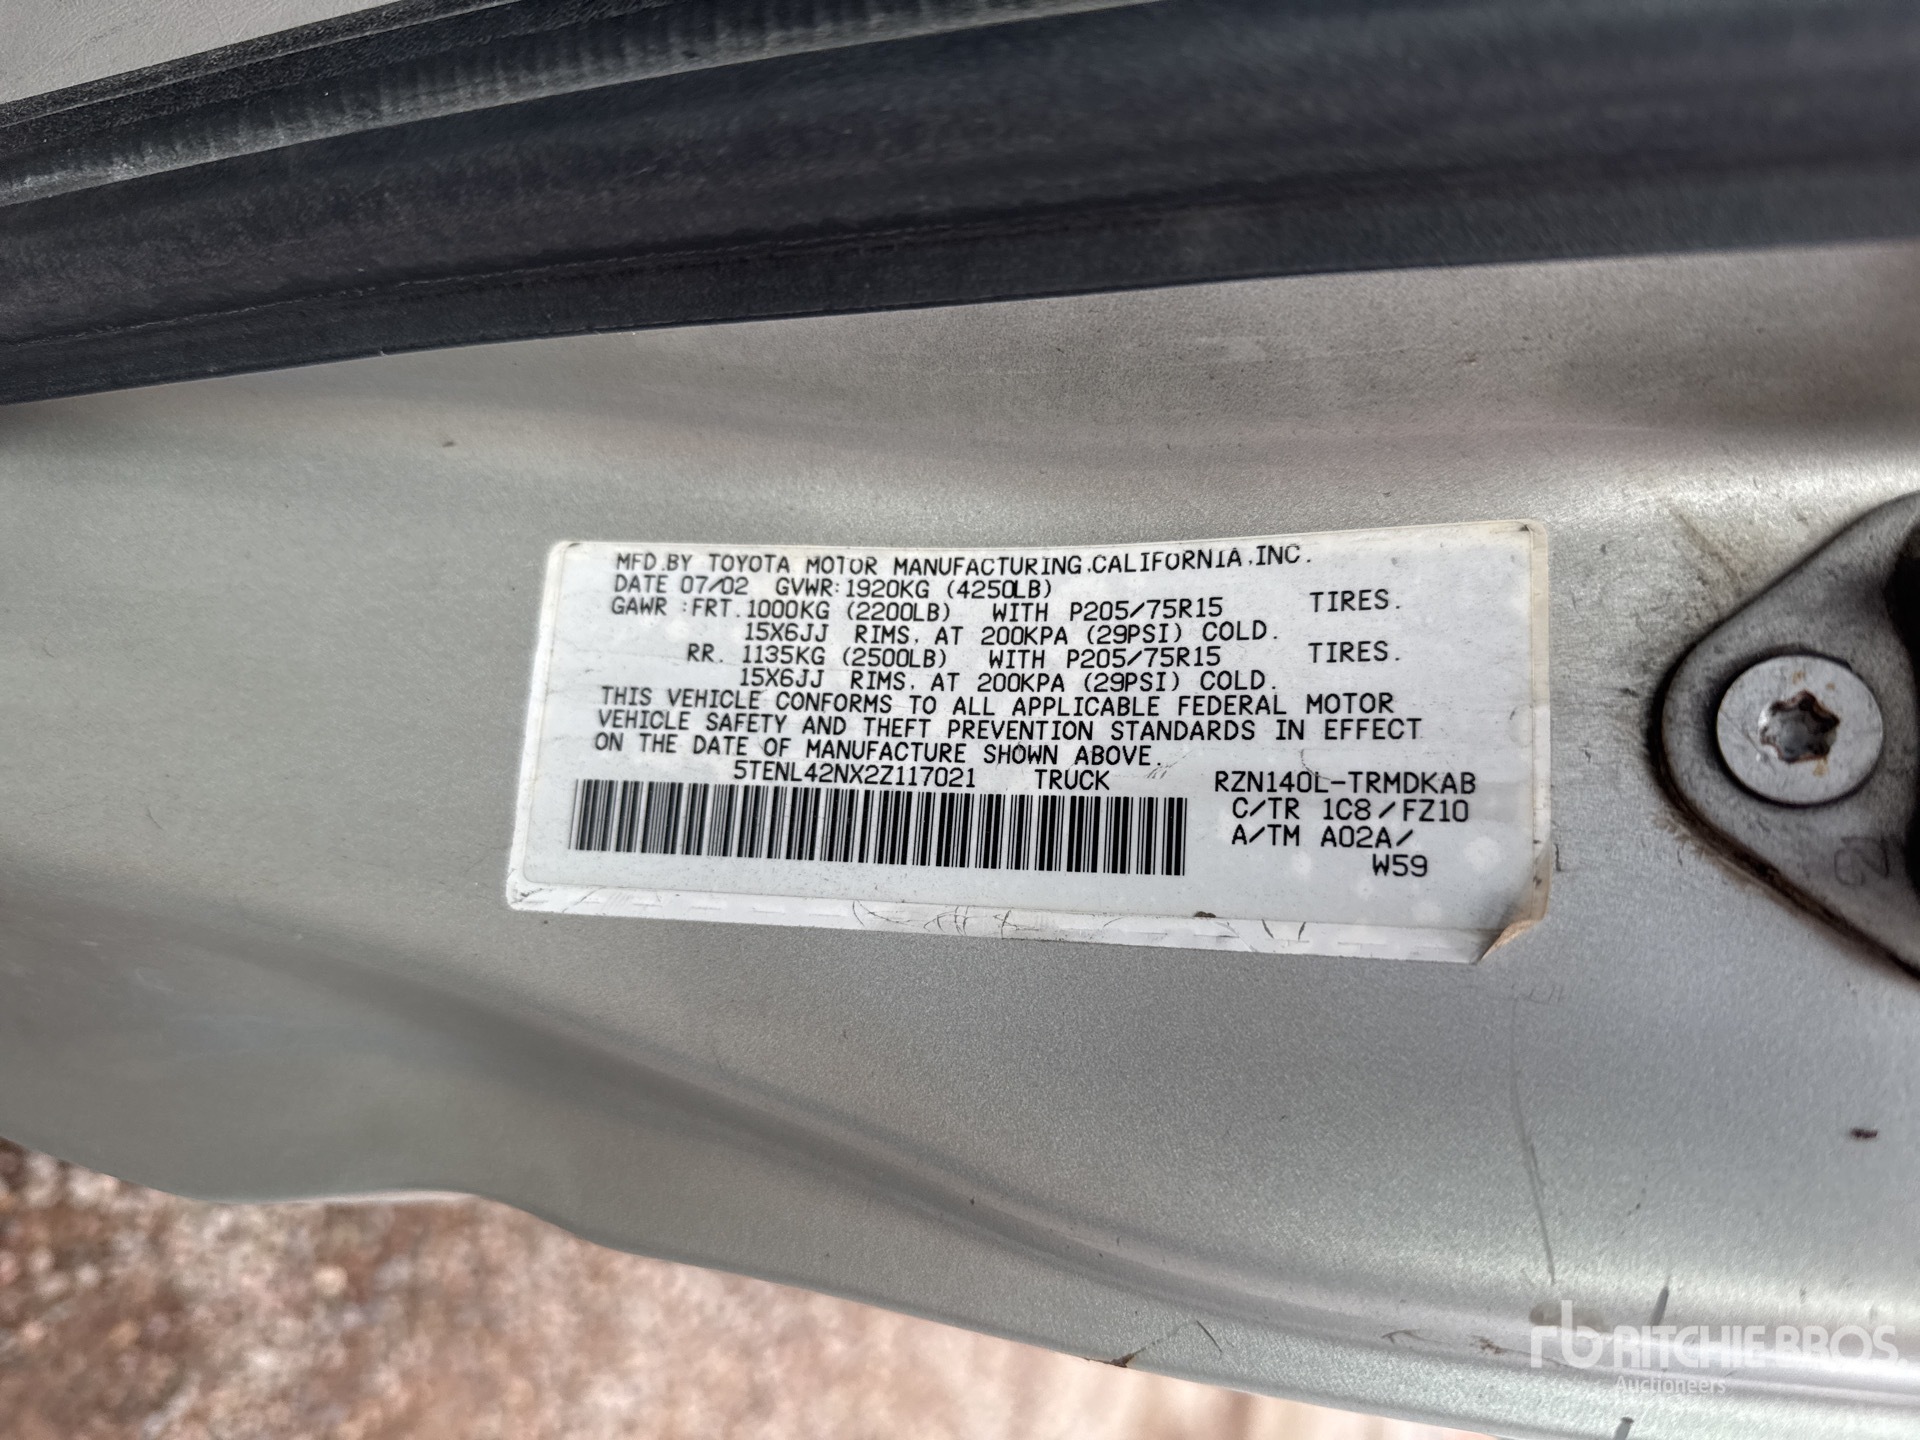 MFD.BY TOYOTA MOTOR MANUFACTURING,CALIFORNIA,INC.
DATE 07/02 GVWR:1920KG (4250LB)
GAWR :FRT.1000KG (2200LB) WITH P205/75R15 TIRES.
15X6JJ RIMS, AT 200KPA (29PSI) COLD.
RR. 1135KG (2500LB) WITH P205/75R15 TIRES.
15X6JJ RIMS, AT 200KPA (29PSI) COLD.
THIS VEHICLE CONFORMS TO ALL APPLICABLE FEDERAL MOTOR
VEHICLE SAFETY AND THEFT PREVENTION STANDARDS IN EFFECT
ON THE DATE OF MANUFACTURE SHOWN ABOVE.
5TENL42NX2Z117021 TRUCK RZN140L-TRMDKAB
C/TR 1C8/FZ10
A/TM A02A/
W59
rb RITCHIE BROS.
Auctioneers